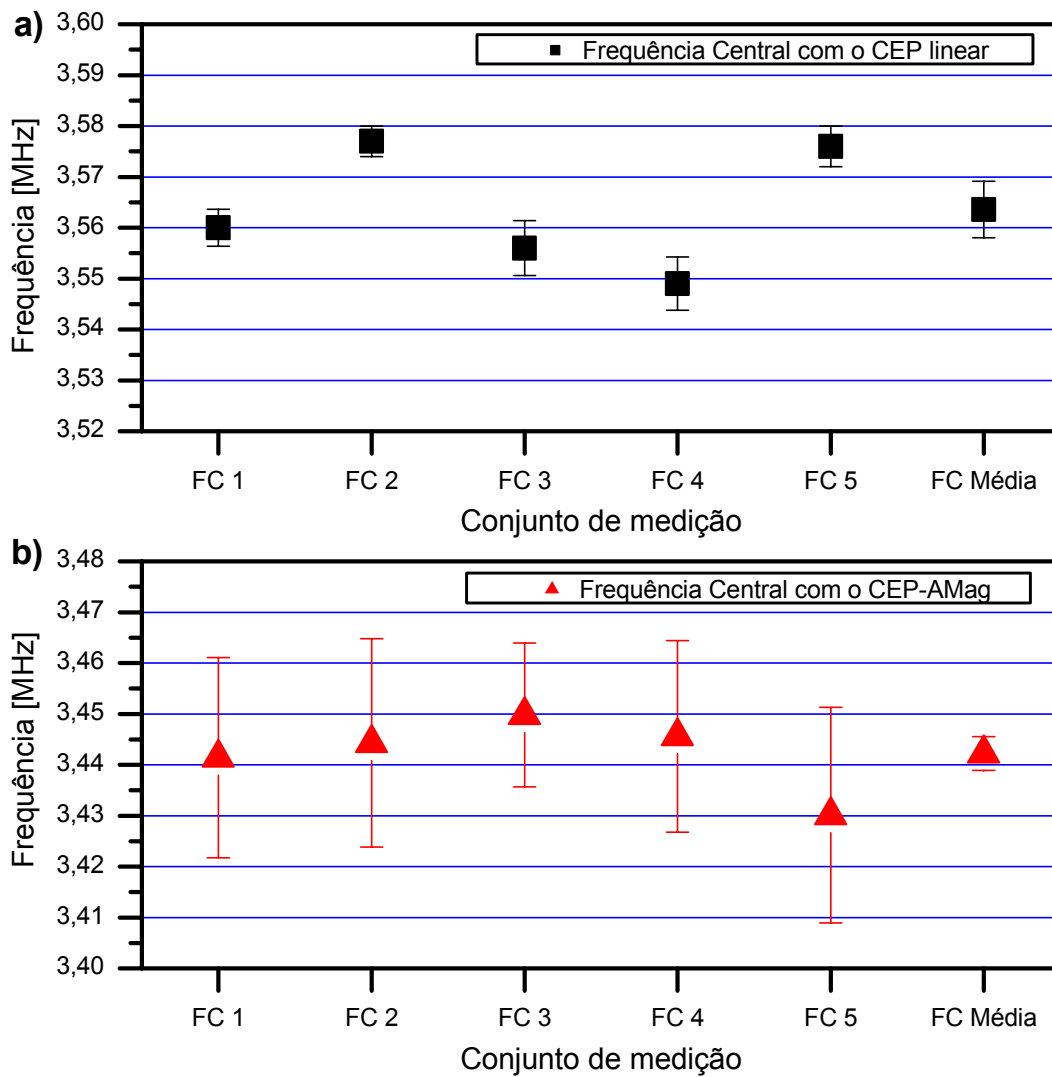 a)
3,60
Frequência Central com o CEP linear
3,59
3,58
3,57
3,56
3,55
3,54
3,53
3,52
Frequência [MHz]
FC 1 FC 2 FC 3 FC 4 FC 5 FC Média
Conjunto de medição
b)
3,48
Frequência Central com o CEP-AMag
3,47
3,46
3,45
3,44
3,43
3,42
3,41
3,40
Frequência [MHz]
FC 1 FC 2 FC 3 FC 4 FC 5 FC Média
Conjunto de medição